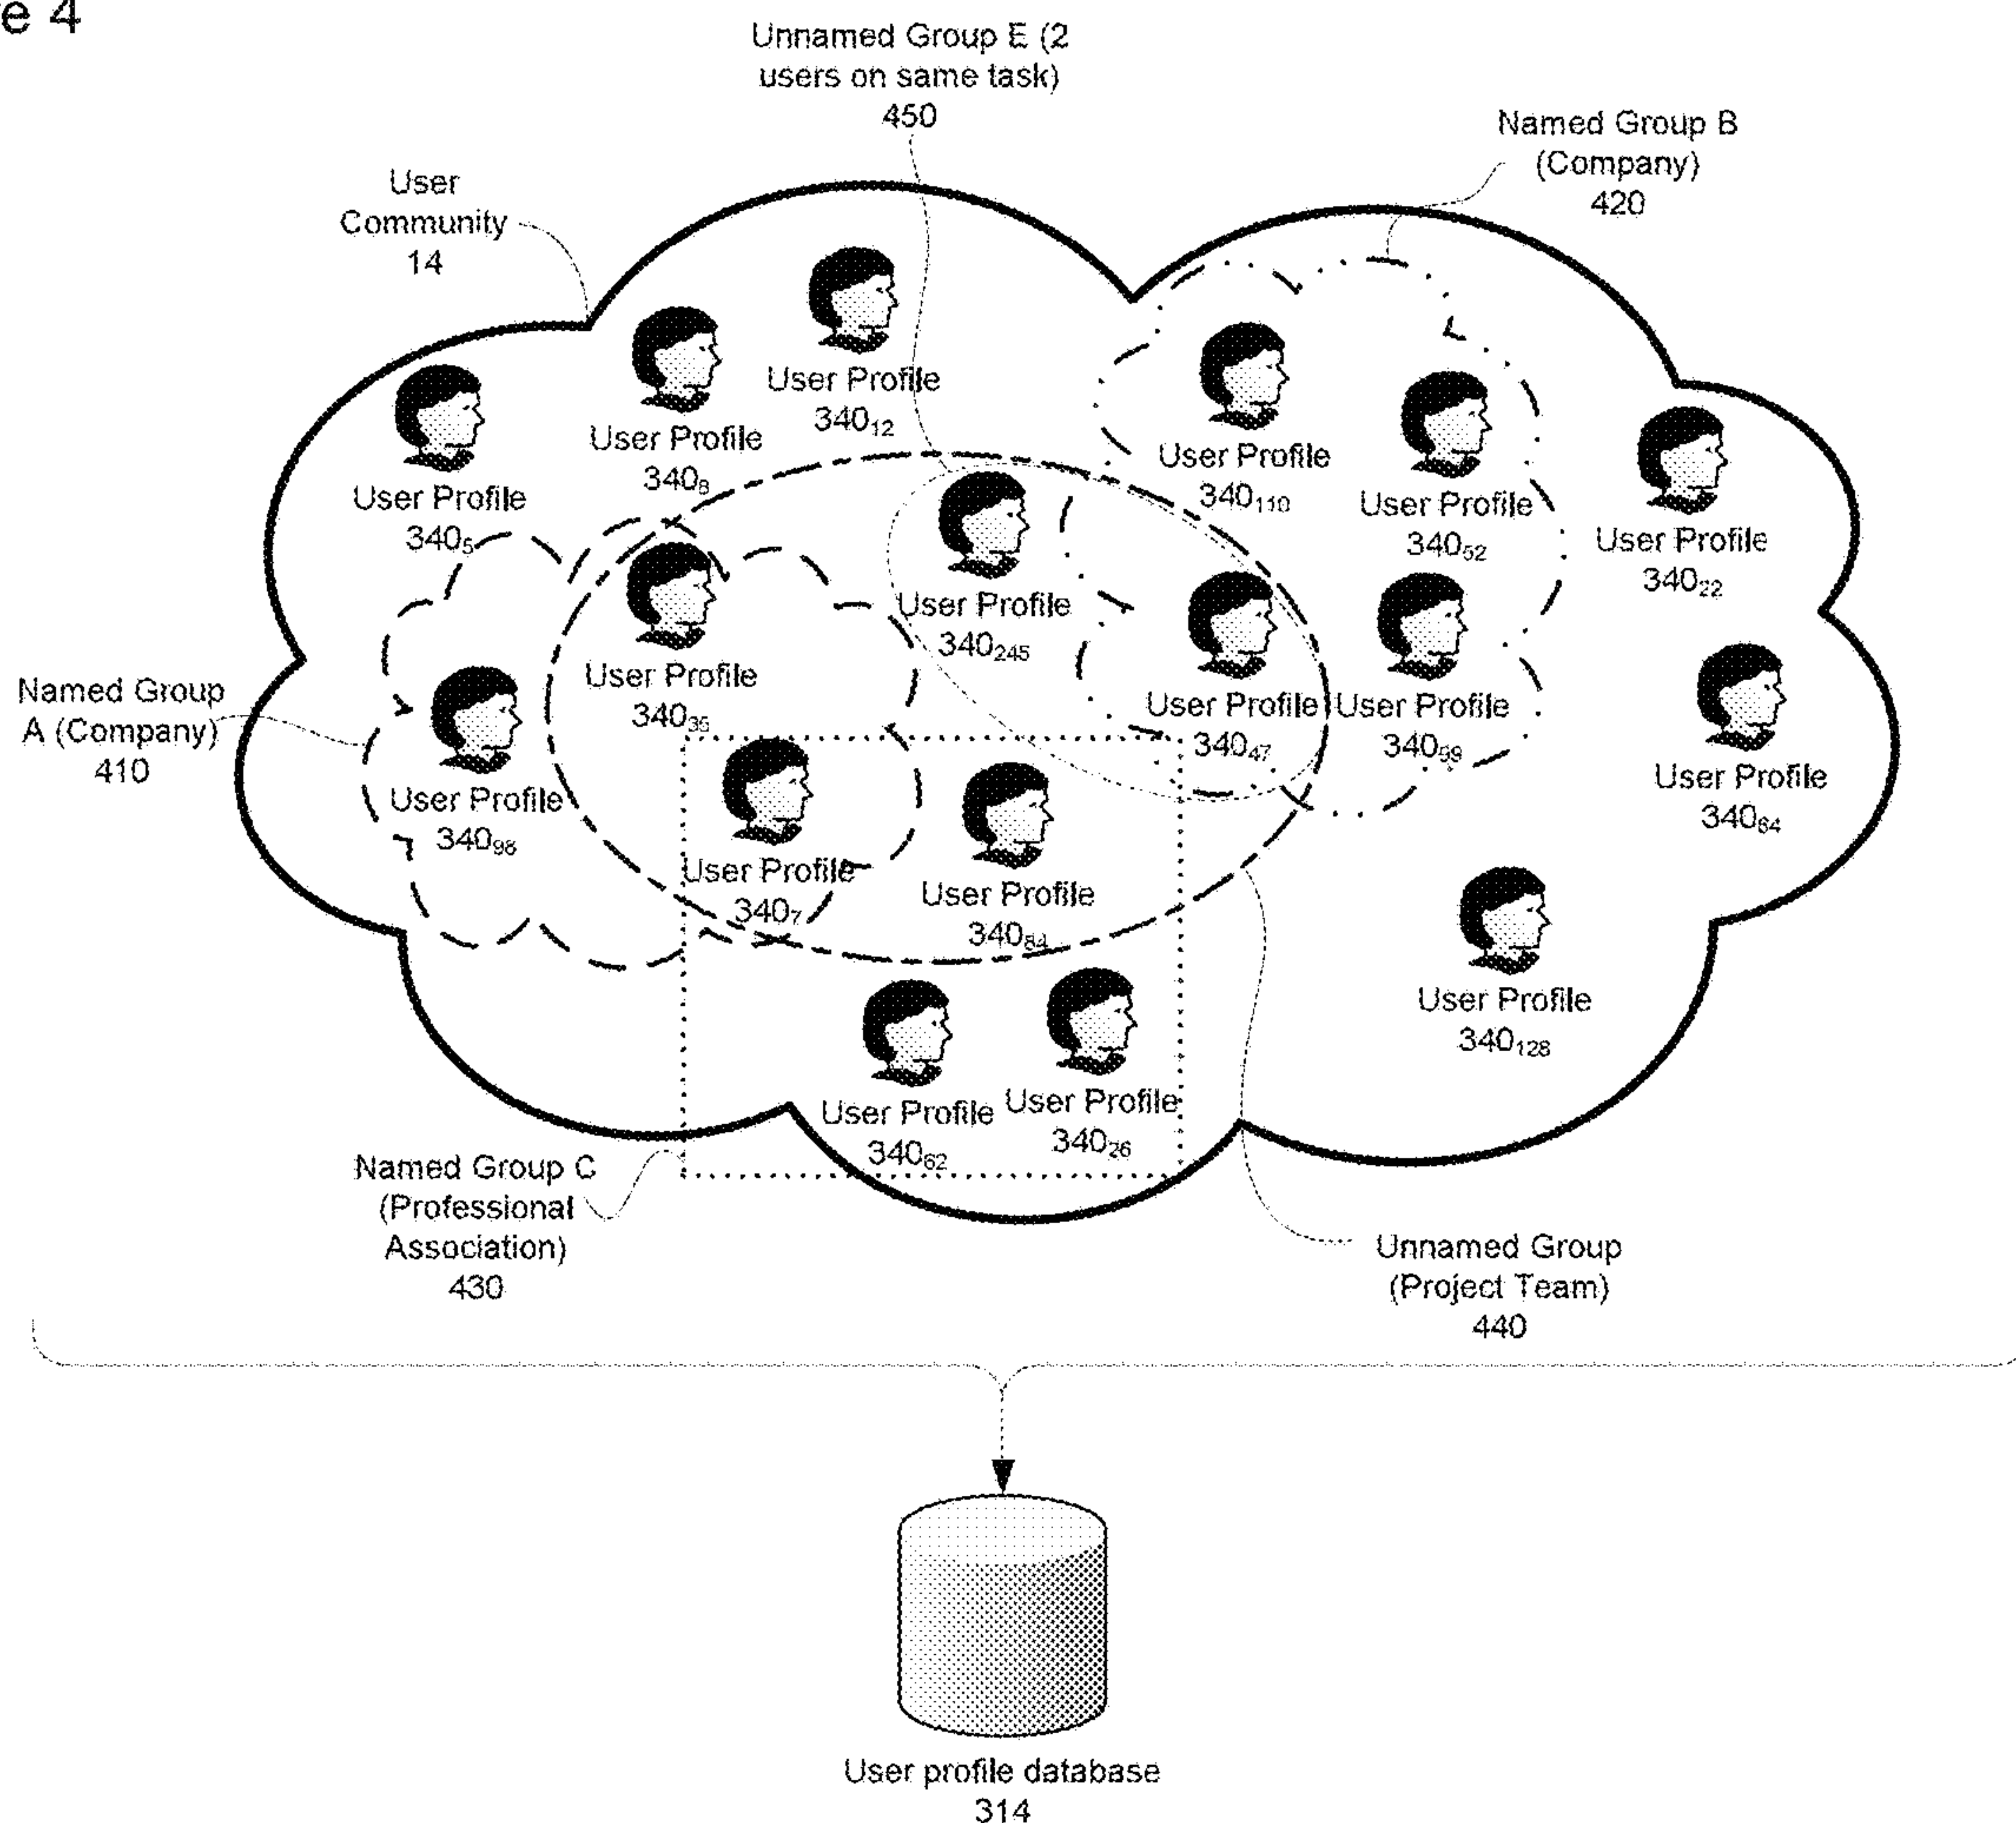 e 4
Unnamed Group E (2
users on same task)
450
Named Group B
(Company)
420
User
Community
14
User Profile
340₁₂
User Profile
340₈
User Profile
340₅
User Profile
340₁₁₀
User Profile
340₅₂
User Profile
340₂₂
User Profile
340₂₄₅
User Profile
340₃₅
User Profile
340₄₇
User Profile
340₉₉
Named Group
A (Company)
410
User Profile
340₉₈
User Profile
340₆₄
User Profile
340₇
User Profile
340₈₄
User Profile
340₁₂₈
User Profile
340₆₂
User Profile
340₂₆
Named Group C
(Professional
Association)
430
Unnamed Group
(Project Team)
440
User profile database
314